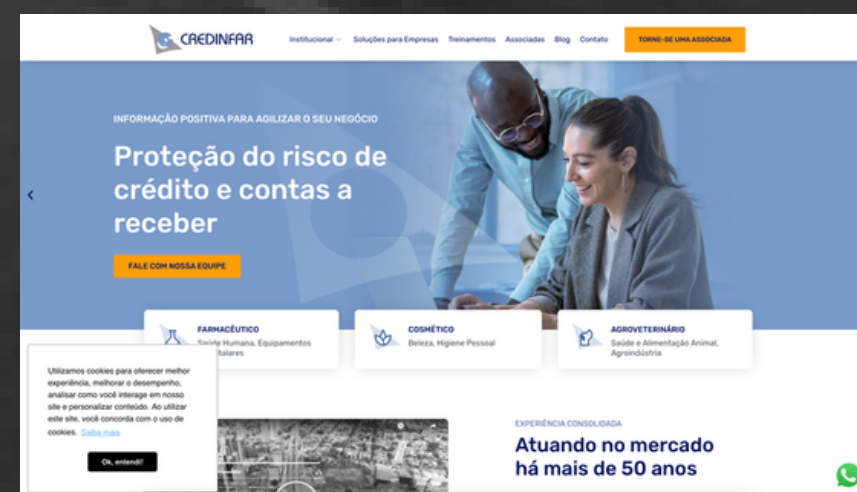 CREDINFAR
Institucional Soluções para Empresas Treinamentos Associadas Blog Contato TORNE-SE UMA ASSOCIADA
INFORMAÇÃO POSITIVA PARA AGILIZAR O SEU NEGÓCIO
Proteção do risco de
crédito e contas a
receber
FALE COM NOSSA EQUIPE
FARMACÊUTICO
Saúde Humana, Equipamentos
talares
COSMÉTICO
Beleza, Higiene Pessoal
AGROVETERINÁRIO
Saúde e Alimentação Animal,
Agroindústria
Utilizamos cookies para oferecer melhor
experiência, melhorar o desempenho,
analisar como você interage em nosso
site e personalizar conteúdo. Ao utilizar
este site, você concorda com o uso de
cookies. Saiba mais
Ok, entendi!
EXPERIÊNCIA CONSOLIDADA
Atuando no mercado
há mais de 50 anos